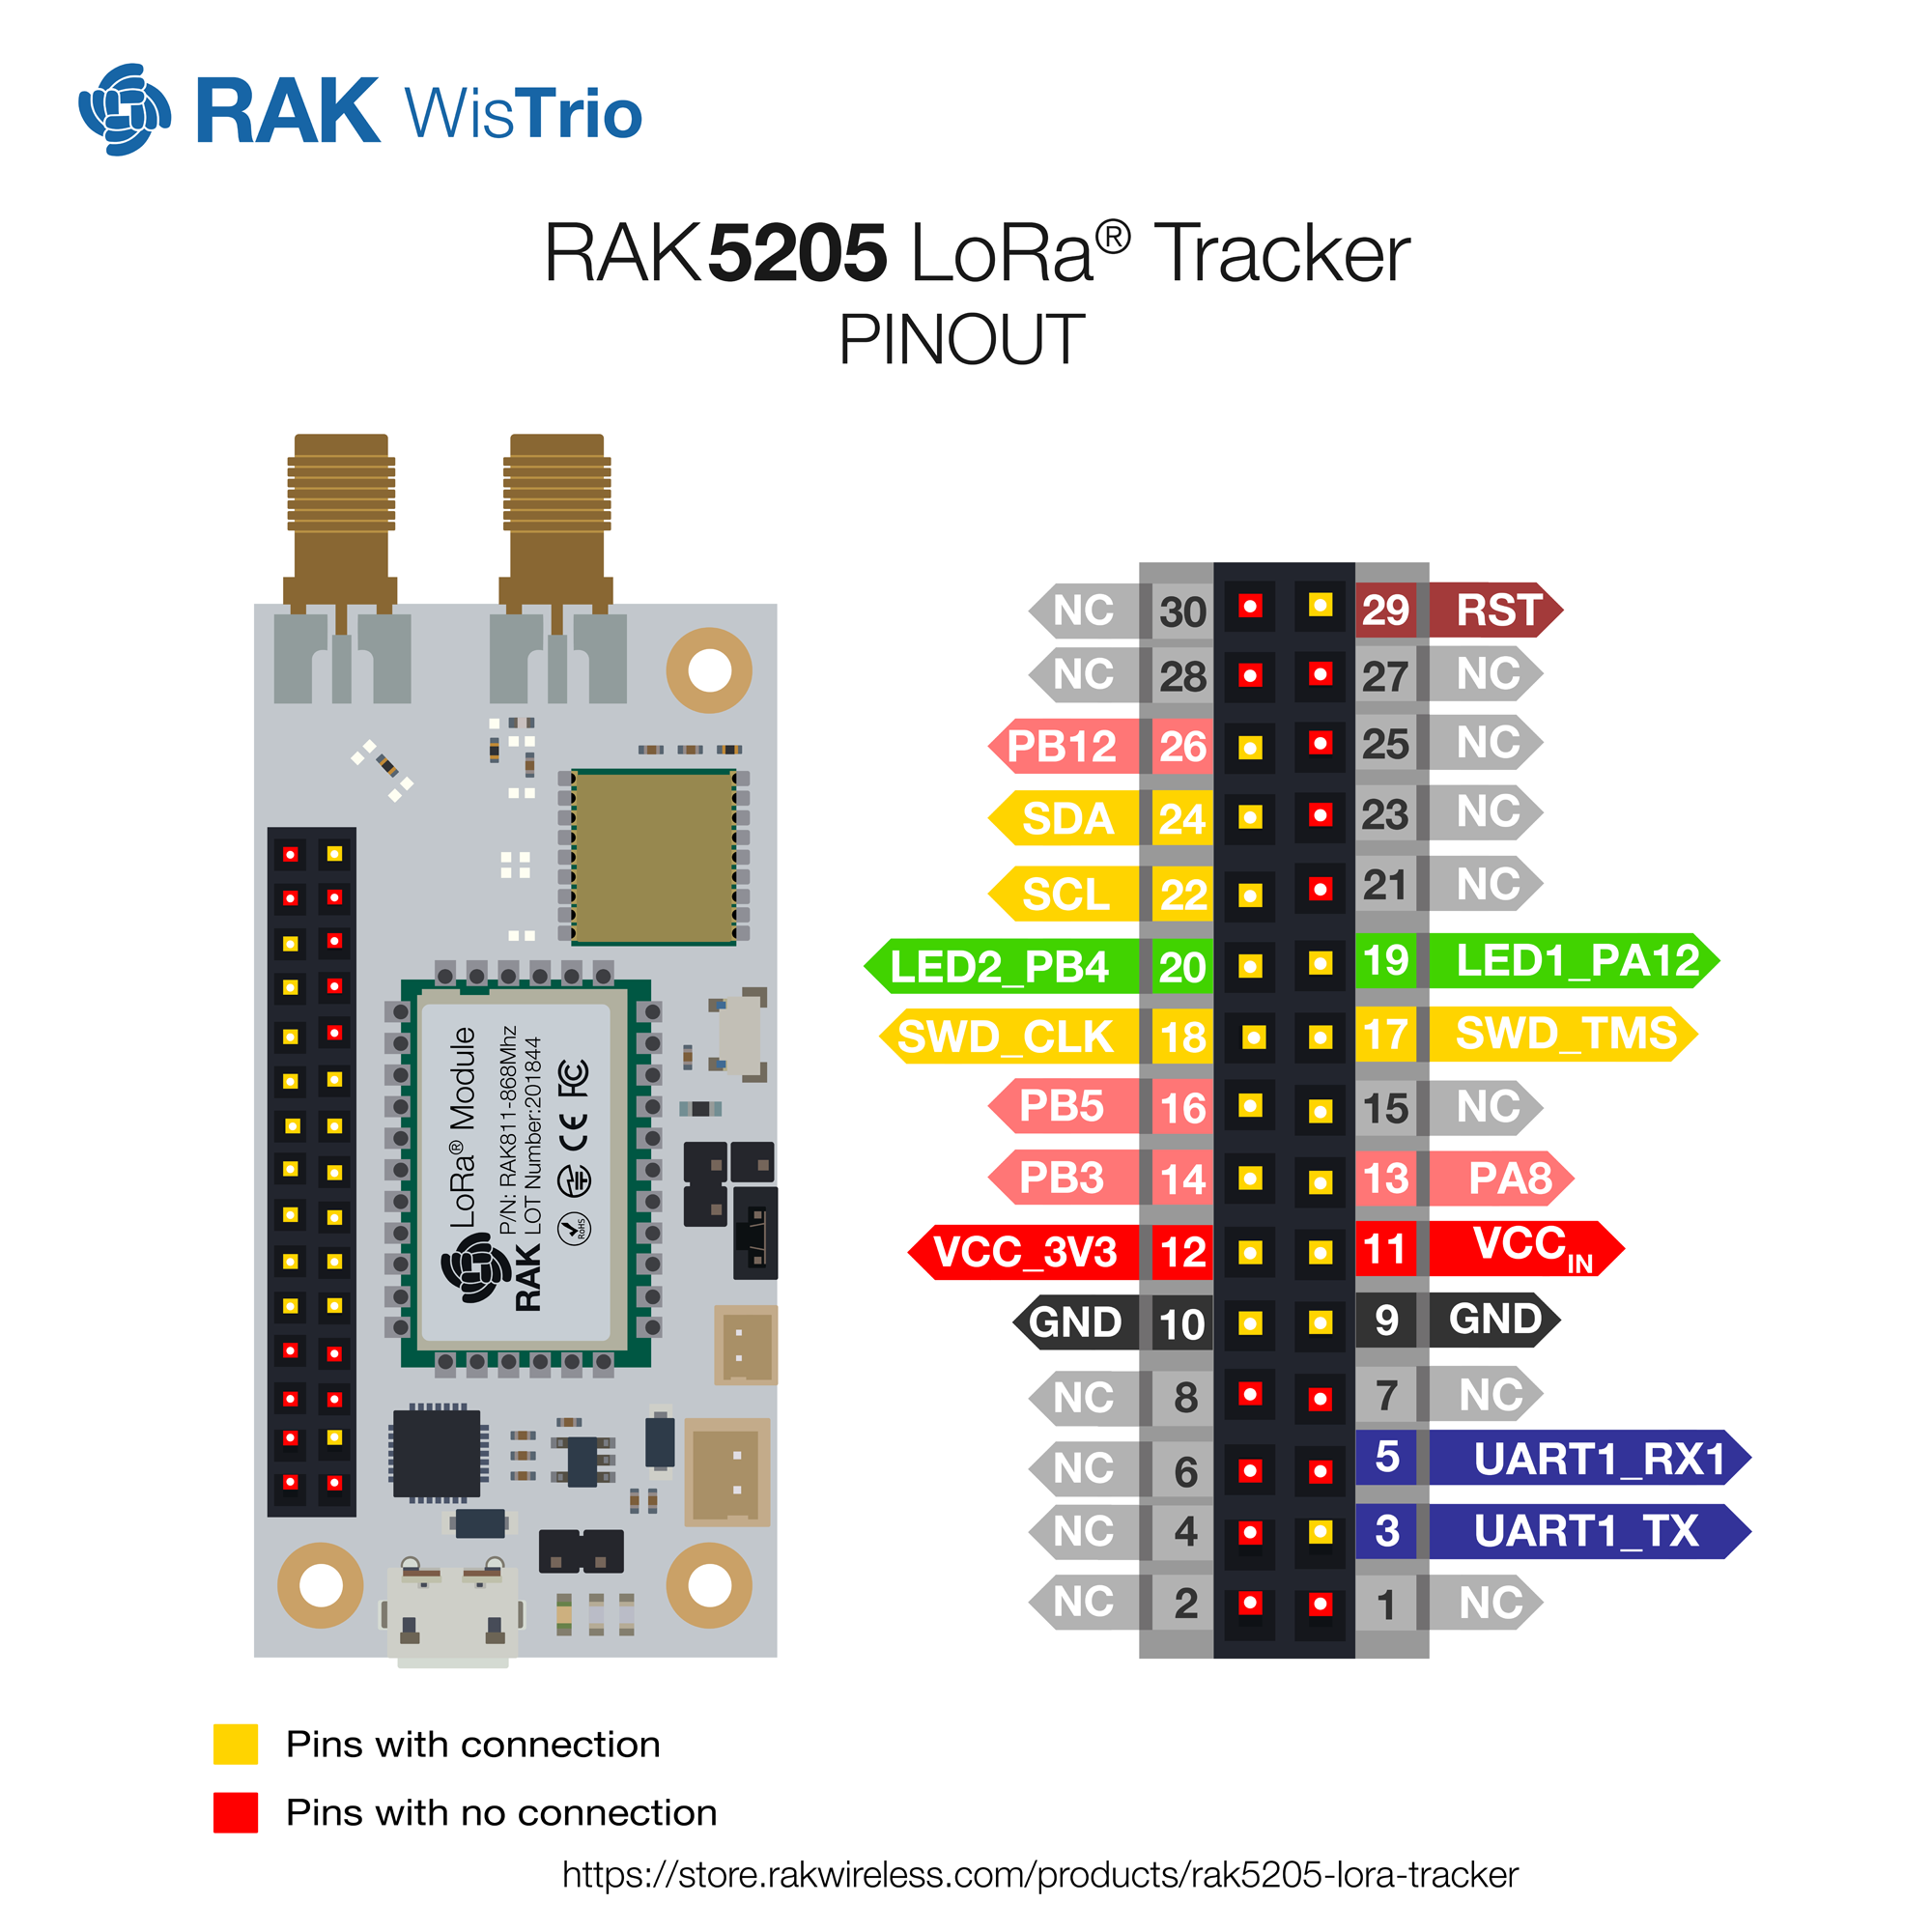 RAK WisTrio
RAK5205 LoRa® Tracker
PINOUT
NC 30 29 RST
NC 28 27 NC
PB12 26 25 NC
SDA 24 23 NC
SCL 22 21 NC
LED2_PB4 20 19 LED1_PA12
SWD_CLK 18 17 SWD_TMS
PB5 16 15 NC
PB3 14 13 PA8
VCC_3V3 12 11 VCC IN
GND 10 9 GND
NC 8 7 NC
NC 6 5 UART1_RX1
NC 4 3 UART1_TX
NC 2 1 NC
LoRa® Module
P/N: RAK811-868Mhz
LOT Number:201844
RAK
FC
CE
RoHS
Pins with connection
Pins with no connection
https://store.rakwireless.com/products/rak5205-lora-tracker